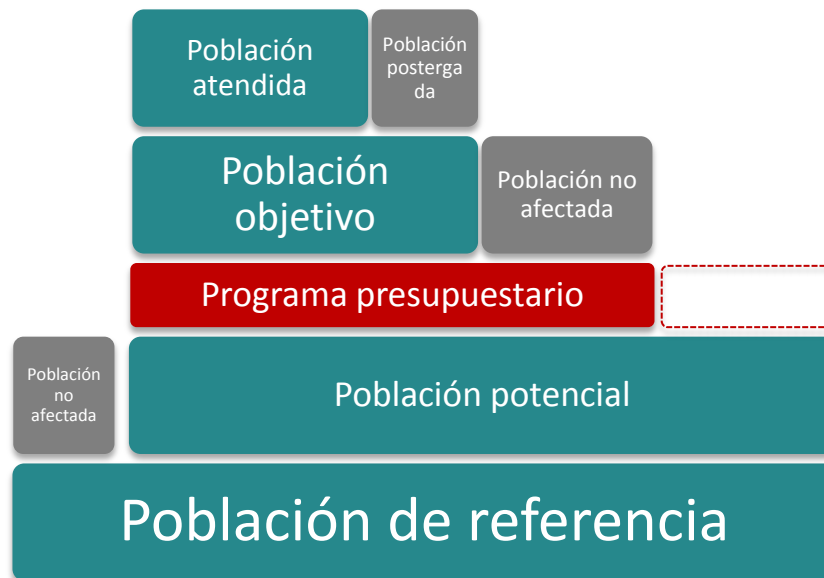 Población
atendida
Población
posterga
da
Población
objetivo
Población no
afectada
Programa presupuestario
Población
no
afectada
Población potencial
Población de referencia